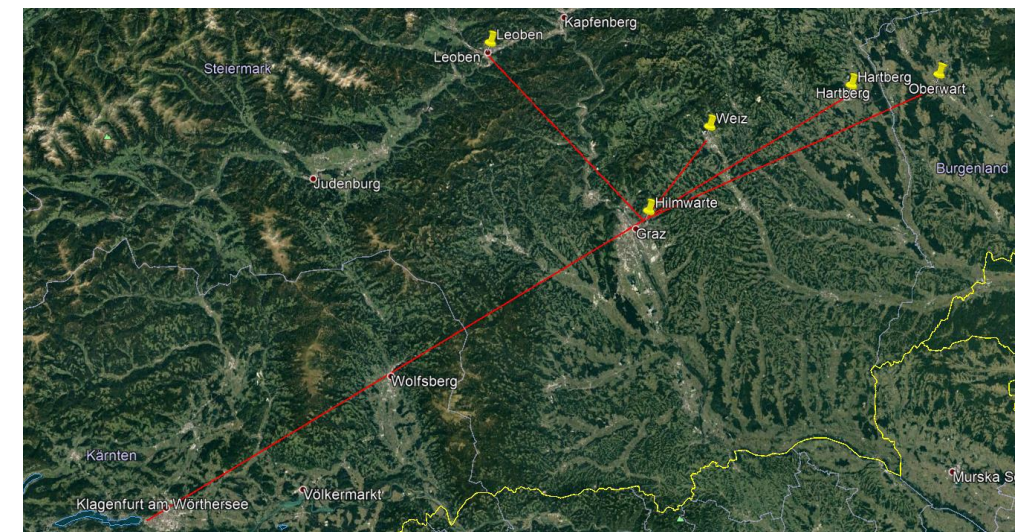 Kapfenberg
Leoben
Leoben
Steiermark
Hartberg
Hartberg
Oberwart
Weiz
Burgenland
Judenburg
Hilmwarte
Graz
Wolfsberg
Kärnten
Murska S
Völkermarkt
Klagenfurt am Wörthersee